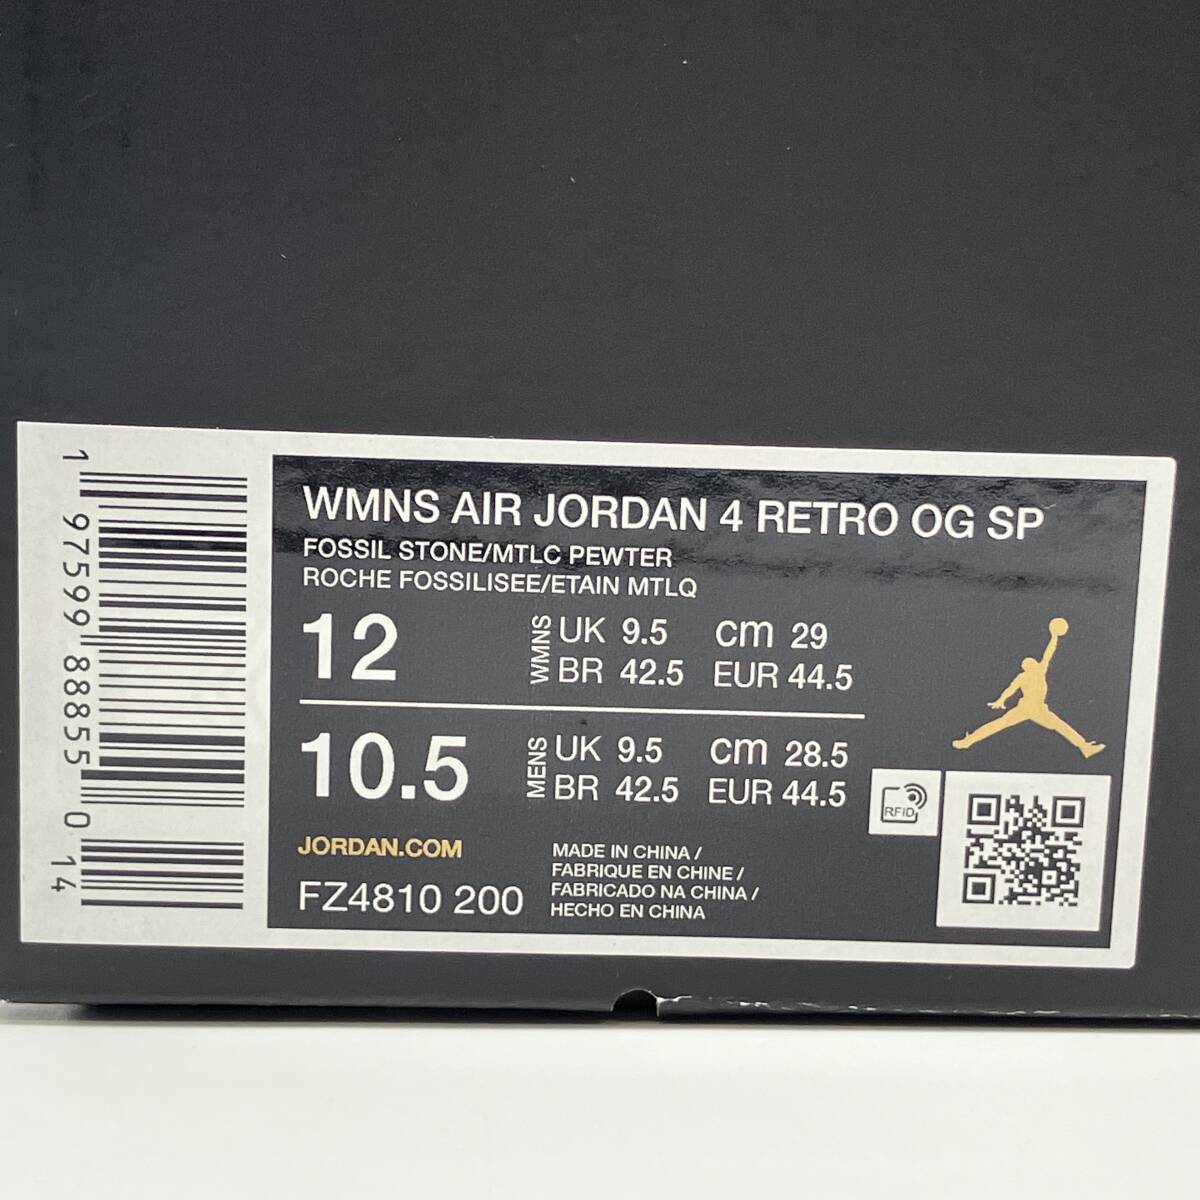 WMNS AIR JORDAN 4 RETRO OG SP
FOSSIL STONE/MTLC PEWTER
ROCHE FOSSILISEE/ETAIN MTLQ
12
WMNS
UK 9.5 cm 29
BR 42.5 EUR 44.5
10.5
MENS
UK 9.5 cm 28.5
BR 42.5 EUR 44.5
JORDAN.COM
FZ4810 200
MADE IN CHINA /
FABRIQUE EN CHINE /
FABRICADO NA CHINA /
HECHO EN CHINA
RFID
1 97599 88855 0 14